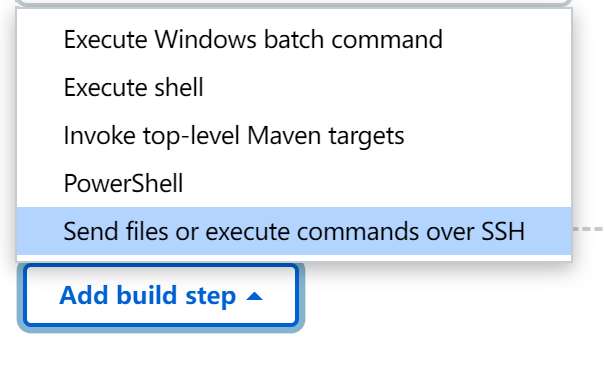 Execute Windows batch command
Execute shell
Invoke top-level Maven targets
PowerShell
Send files or execute commands over SSH
Add build step